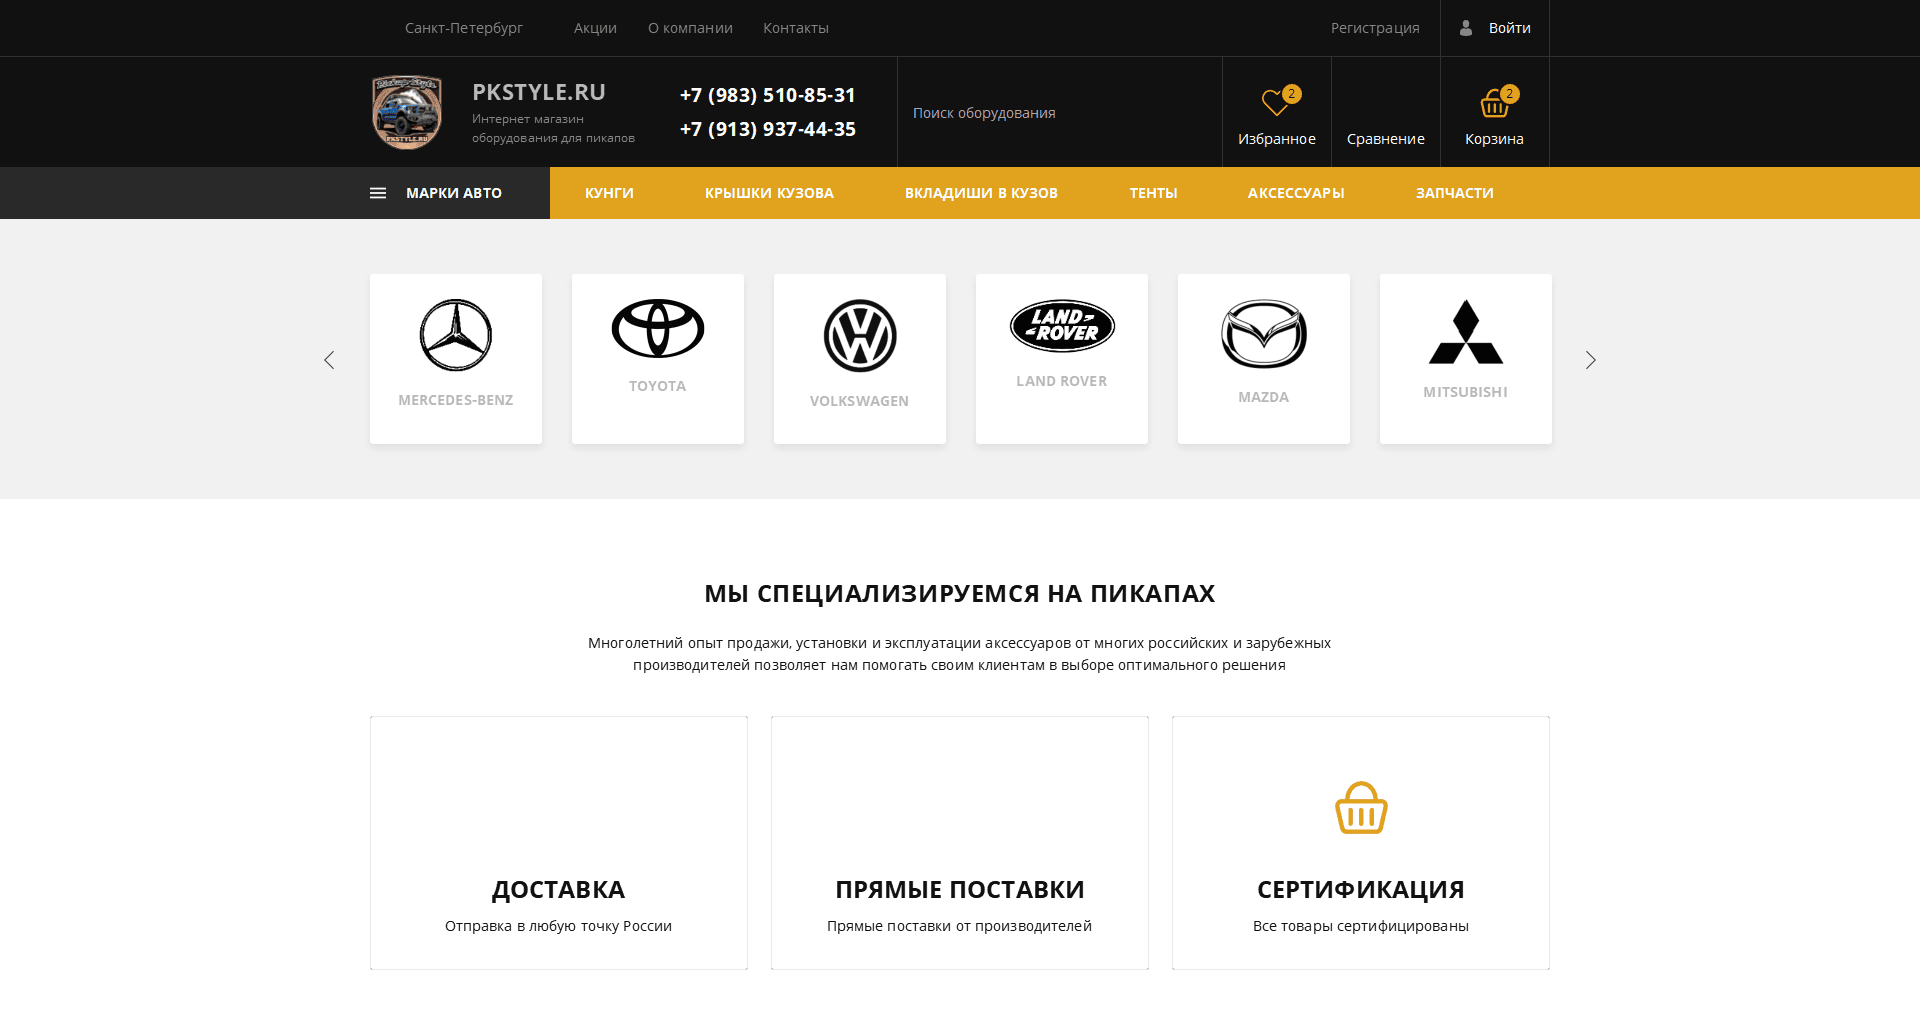 Санкт-Петербург
Акции
О компании
Контакты
Регистрация
Войти
PKSTYLE.RU
PKSTYLE.RU
Интернет магазин
оборудования для пикапов
+7 (983) 510-85-31
+7 (913) 937-44-35
Поиск оборудования
2
Избранное
Сравнение
2
Корзина
МАРКИ АВТО
КУНГИ
КРЫШКИ КУЗОВА
ВКЛАДИШИ В КУЗОВ
ТЕНТЫ
АКСЕССУАРЫ
ЗАПЧАСТИ
MERCEDES-BENZ
TOYOTA
VOLKSWAGEN
LAND
ROVER
LAND ROVER
MAZDA
MITSUBISHI
МЫ СПЕЦИАЛИЗИРУЕМСЯ НА ПИКАПАХ
Многолетний опыт продажи, установки и эксплуатации аксессуаров от многих российских и зарубежных
производителей позволяет нам помогать своим клиентам в выборе оптимального решения
ДОСТАВКА
Отправка в любую точку России
ПРЯМЫЕ ПОСТАВКИ
Прямые поставки от производителей
СЕРТИФИКАЦИЯ
Все товары сертифицированы